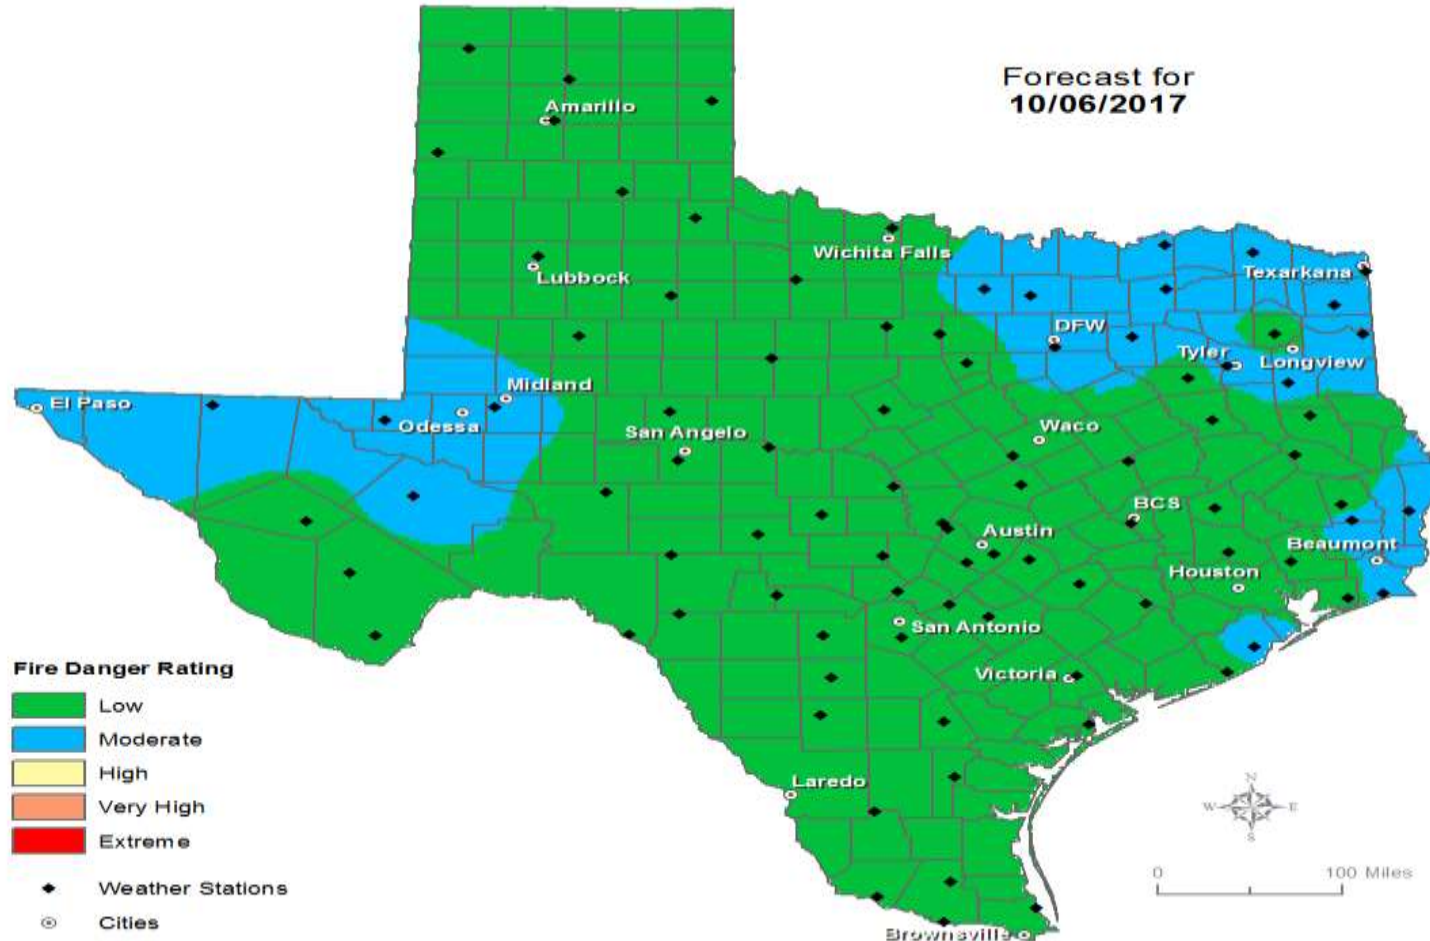 Forecast for
10/06/2017
Amarillo
Wichita Falls
Lubbock
Texarkana
DFW
Tyler
Longview
Midland
El Paso
Odessa
San Angelo
Waco
BCS
Austin
Beaumont
Houston
San Antonio
Victoria
Laredo
Brownsville
Fire Danger Rating
Low
Moderate
High
Very High
Extreme
Weather Stations
Cities
N
W E
S
0 100 Miles